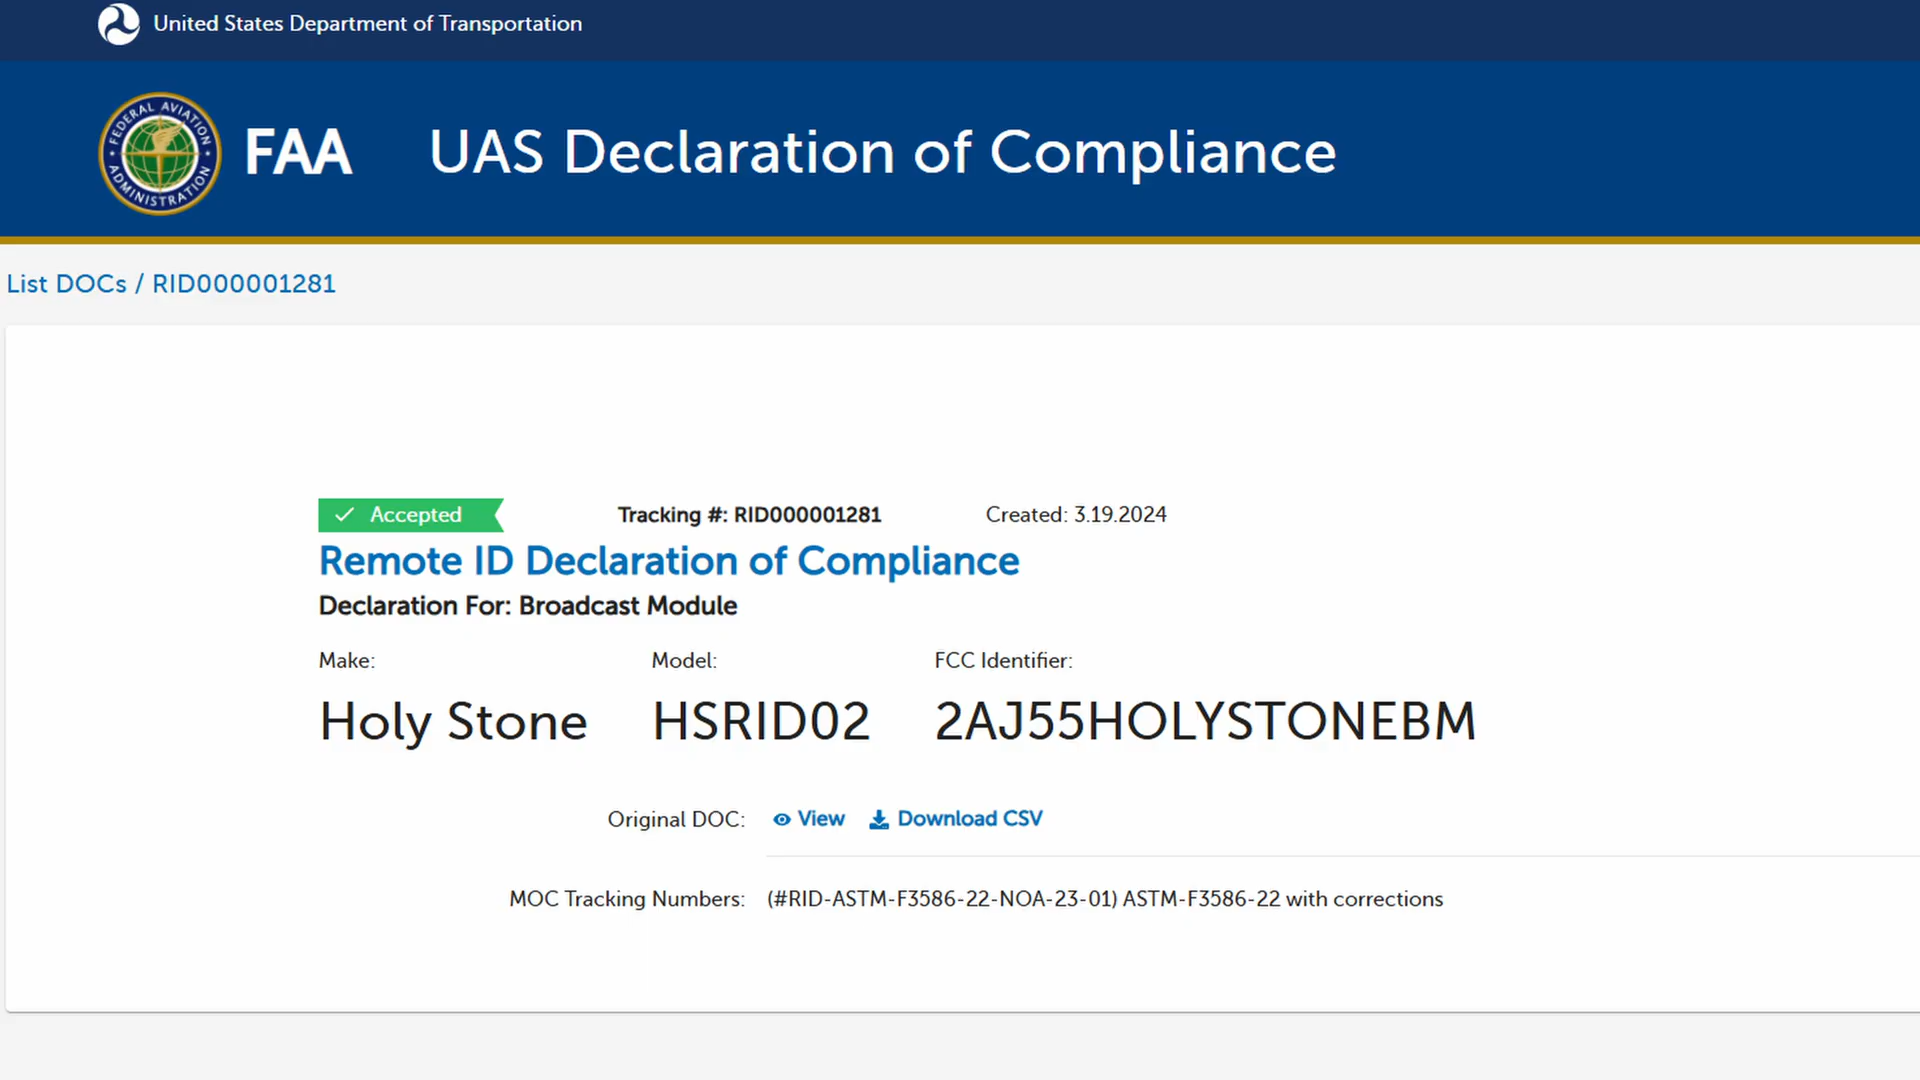 United States Department of Transportation
FEDERAL AVIATION ADMINISTRATION
FAA
UAS Declaration of Compliance
List DOCs / RID000001281
Accepted
Tracking #: RID000001281
Created: 3.19.2024
Remote ID Declaration of Compliance
Declaration For: Broadcast Module
Make:
Model:
FCC Identifier:
Holy Stone
HSRID02
2AJ55HOLYSTONEBM
Original DOC:
View
Download CSV
MOC Tracking Numbers:
(#RID-ASTM-F3586-22-NOA-23-01) ASTM-F3586-22 with corrections